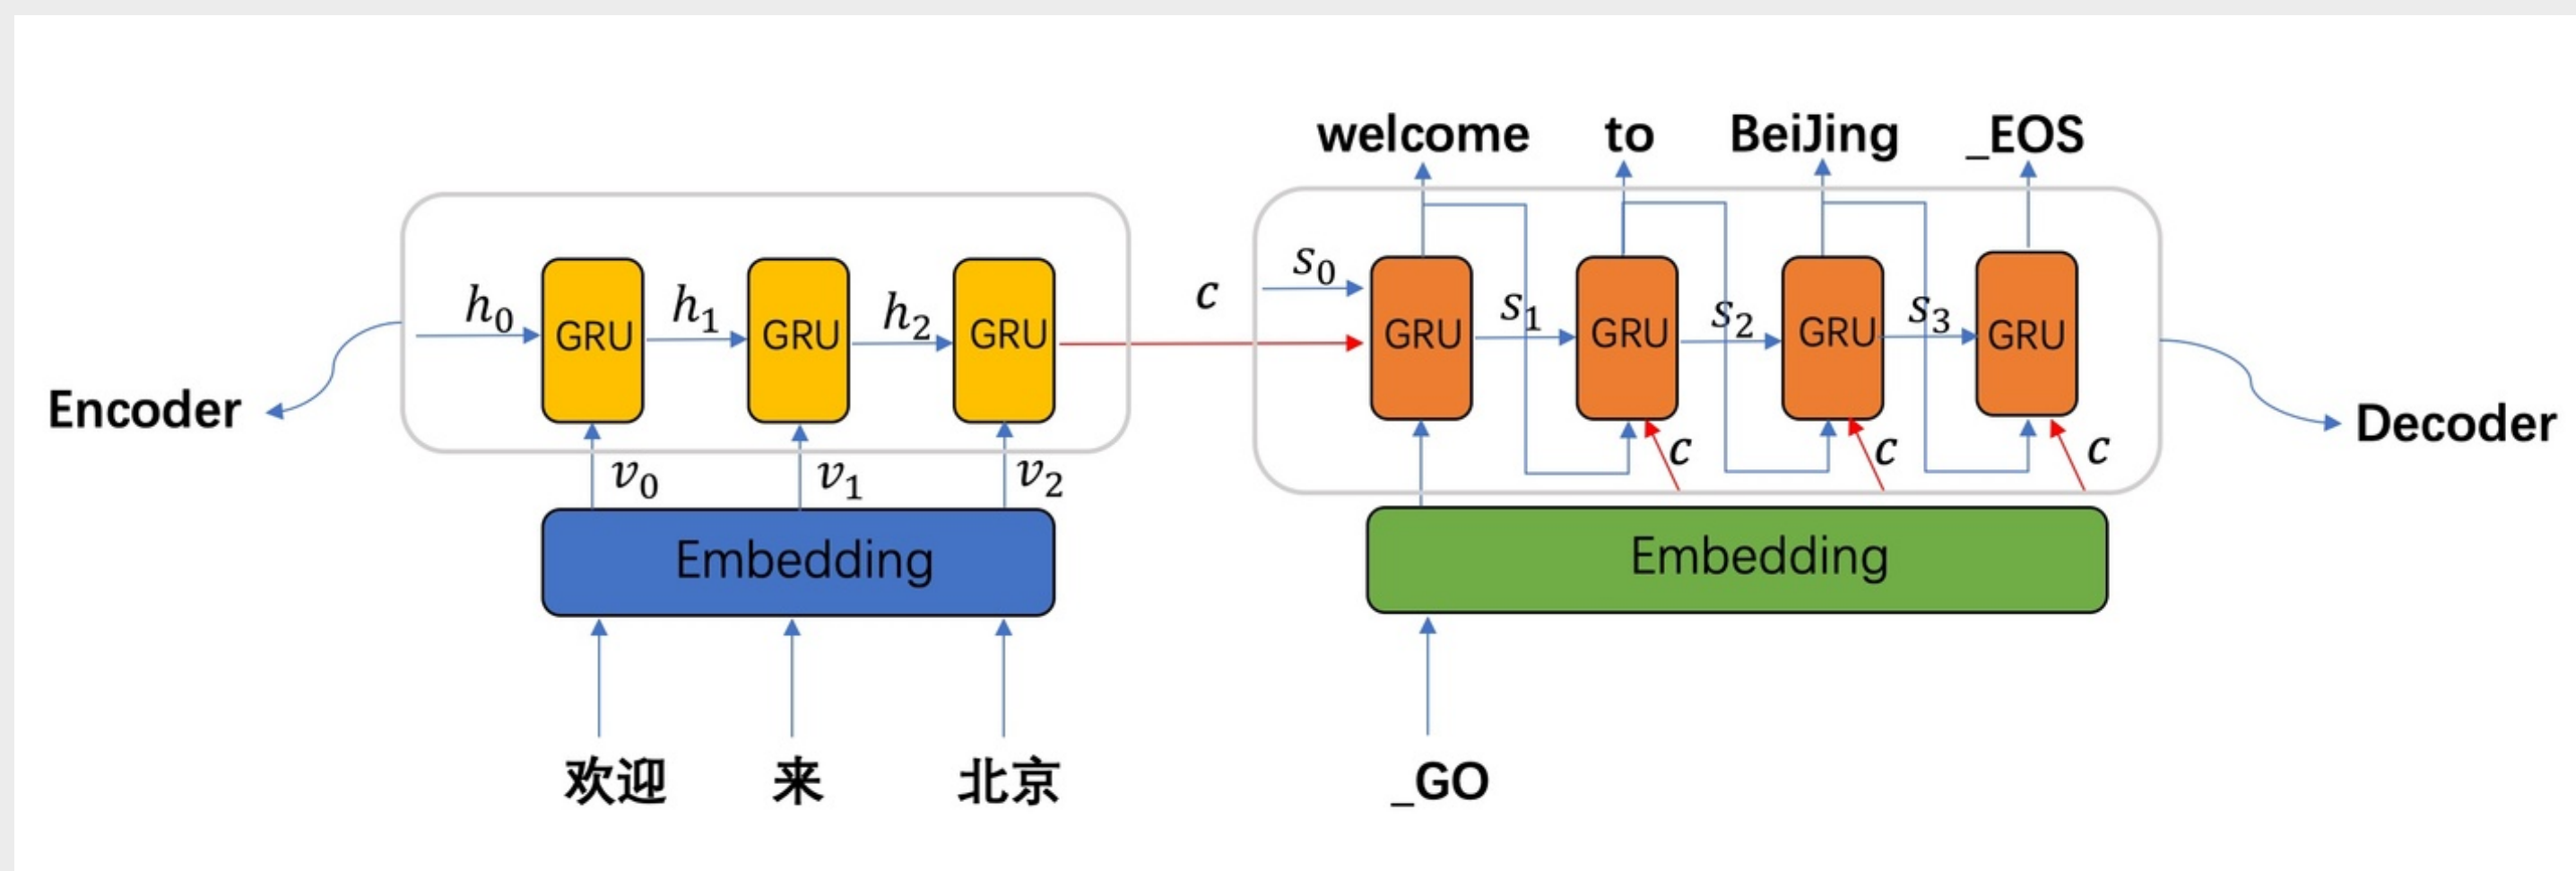 welcome to BeiJing _EOS
h0 GRU h1 GRU h2 GRU
c
s0 GRU s1 GRU s2 GRU s3 GRU
Encoder
Decoder
v0 v1 v2
c c c
Embedding
Embedding
欢迎 来 北京
_GO